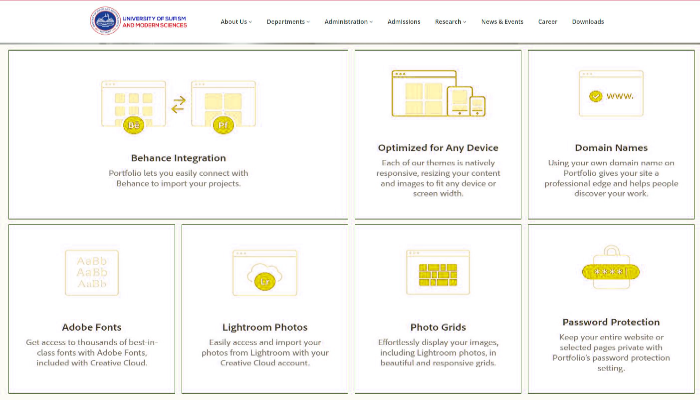 UNIVERSITY OF SUFISM
AND MODERN SCIENCES
About Us
Departments
Administration
Admissions
Research
News & Events
Career
Downloads
Be
Pf
Behance Integration
Portfolio lets you easily connect with
Behance to import your projects.
Optimized for Any Device
Each of our themes is natively
responsive, resizing your content
and images to fit any device or
screen width.
www.
Domain Names
Using your own domain name on
Portfolio gives your site a
professional edge and helps people
discover your work.
AaBb
AaBb
AaBb
Adobe Fonts
Get access to thousands of best-in-
class fonts with Adobe Fonts,
included with Creative Cloud.
Lightroom Photos
Easily access and import your
photos from Lightroom with your
Creative Cloud account.
Photo Grids
Effortlessly display your images,
including Lightroom photos, in
beautiful and responsive grids.
****
Password Protection
Keep your entire website or
selected pages private with
Portfolio's password protection
setting.